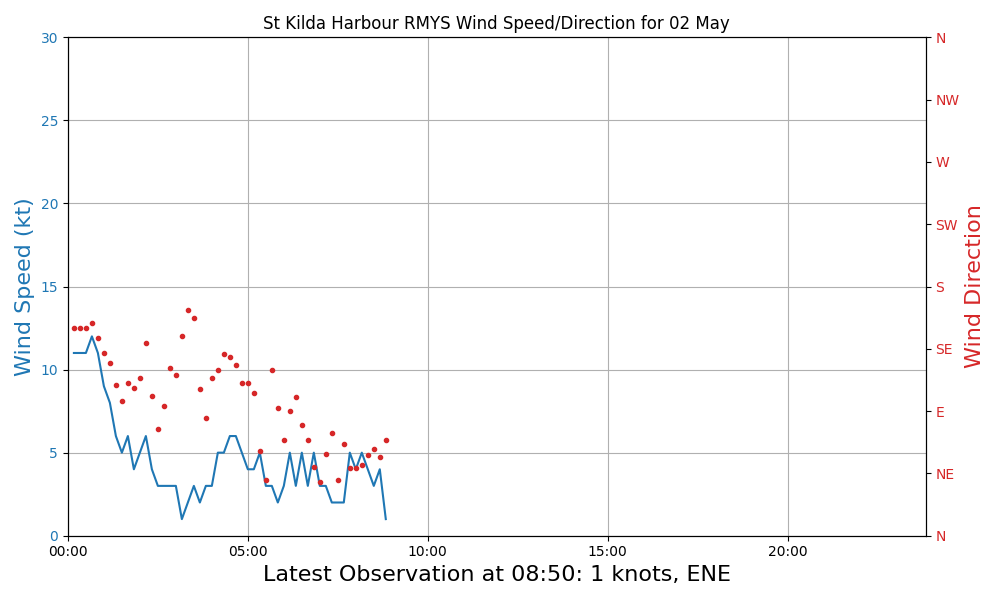 St Kilda Harbour RMYS Wind Speed/Direction for 02 May
30
25
20
15
10
5
0
Wind Speed (kt)
N
NW
W
SW
S
SE
E
NE
N
Wind Direction
00:00 05:00 10:00 15:00 20:00
Latest Observation at 08:50: 1 knots, ENE